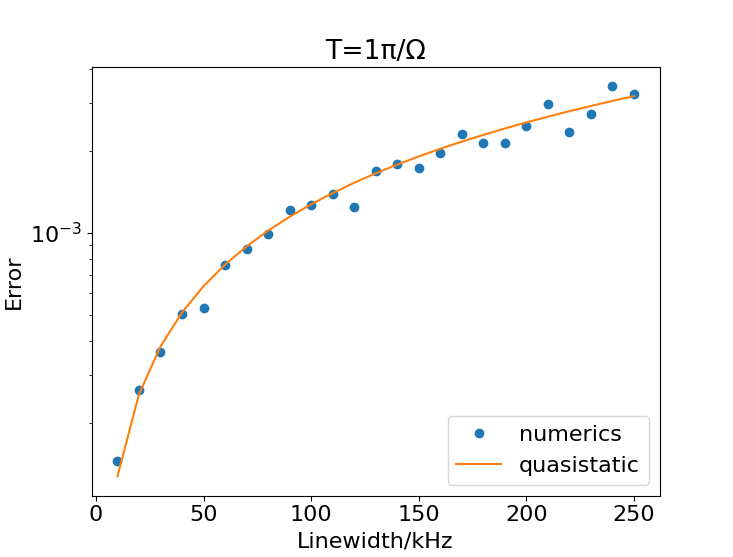 T=1π/Ω
Error
10⁻³
0 50 100 150 200 250
Linewidth/kHz
numerics
quasistatic